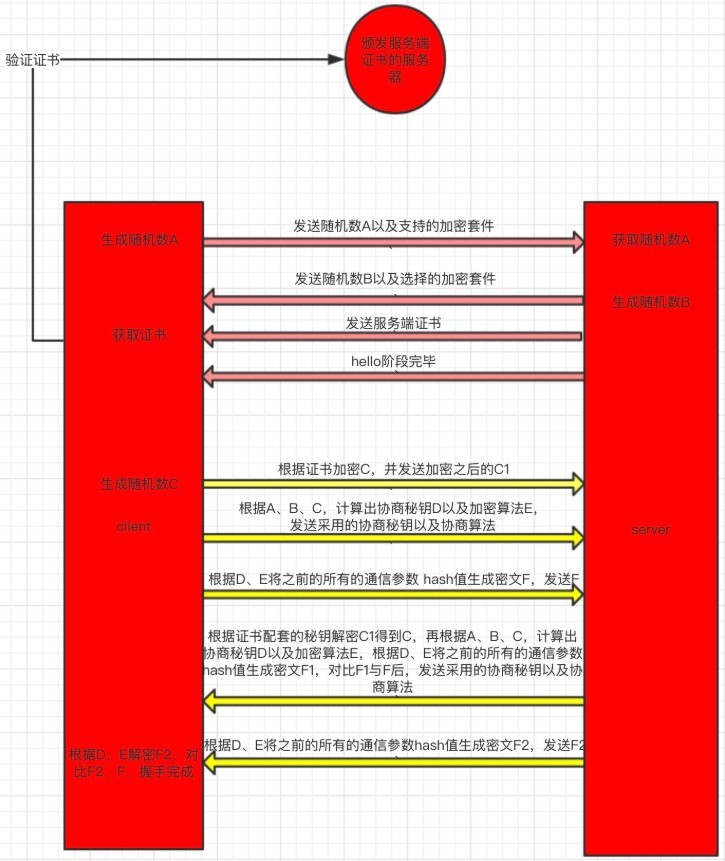 颁发服务端
证书的服务
器
验证证书
发送随机数A以及支持的加密套件
生成随机数A
获取随机数A
发送随机数B以及选择的加密套件
生成随机数B
发送服务端证书
获取证书
hello阶段完毕
根据证书加密C，并发送加密之后的C1
生成随机数C
根据A、B、C，计算出协商秘钥D以及加密算法E，
发送采用的协商秘钥以及协商算法
client
server
根据D、E将之前的所有的通信参数 hash值生成密文F，发送F
根据证书配套的秘钥解密C1得到C，再根据A、B、C，计算出
协商秘钥D以及加密算法E，根据D、E将之前的所有的通信参数
hash值生成密文F1，对比F1与F后，发送采用的协商秘钥以及协
商算法
根据D、E将之前的所有的通信参数hash值生成密文F2，发送F2
根据D、E解密F2，对
比F2、F，握手完成